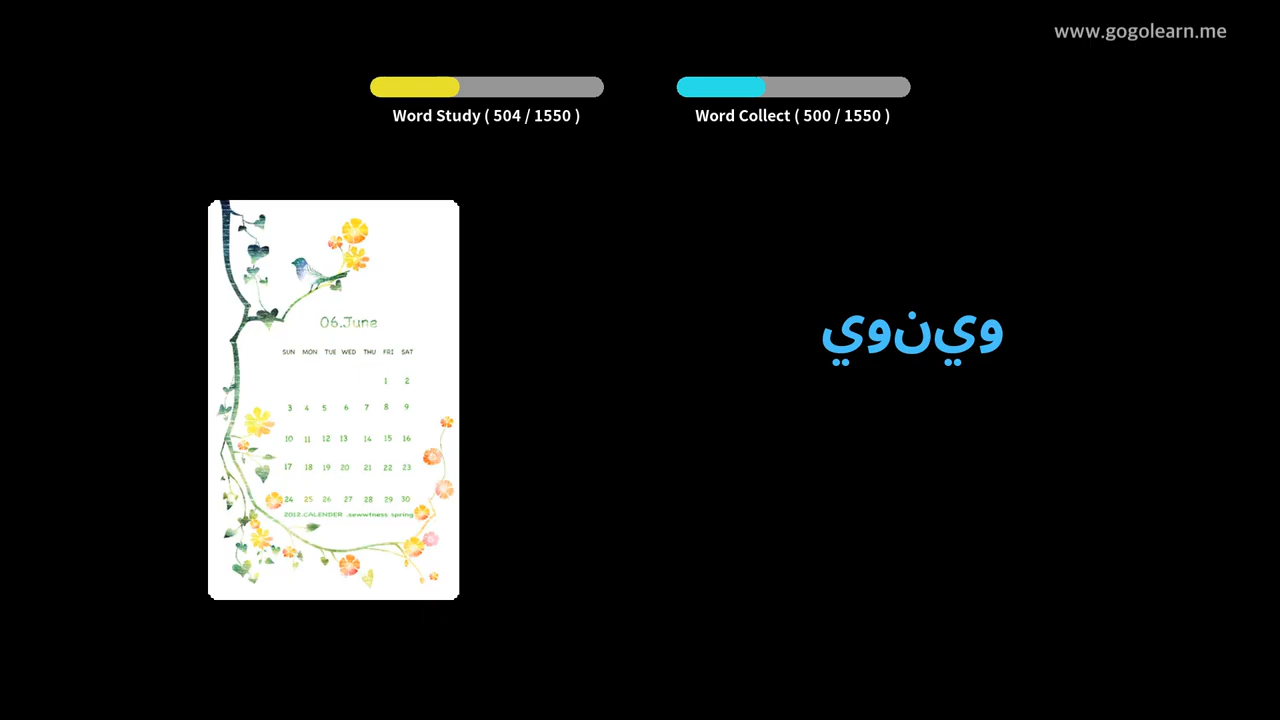 www.gogolearn.me
Word Study ( 504 / 1550 )
Word Collect ( 500 / 1550 )
06.June
SUN MON TUE WED THU FRI SAT
1 2
3 4 5 6 7 8 9
10 11 12 13 14 15 16
17 18 19 20 21 22 23
24 25 26 27 28 29 30
2012.CALENDER .sewwtness spring
يونيو